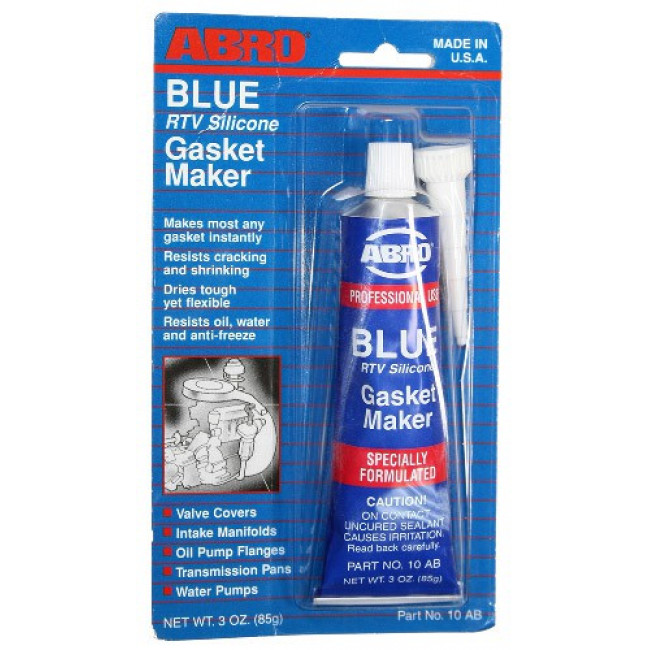 ABRO
MADE IN
U.S.A.
BLUE
RTV Silicone
Gasket
Maker
Makes most any
gasket instantly
Resists cracking
and shrinking
Dries tough
yet flexible
Resists oil, water
and anti-freeze
Valve Covers
Intake Manifolds
Oil Pump Flanges
Transmission Pans
Water Pumps
NET WT. 3 OZ. (85g)
ABRO®
PROFESSIONAL USE
BLUE
RTV Silicone
Gasket
Maker
SPECIALLY
FORMULATED
CAUTION!
ON CONTACT
UNCURED SEALANT
CAUSES IRRITATION.
Read back carefully.
PART NO. 10 AB
NET WT. 3 OZ. (85g)
Part No. 10 AB